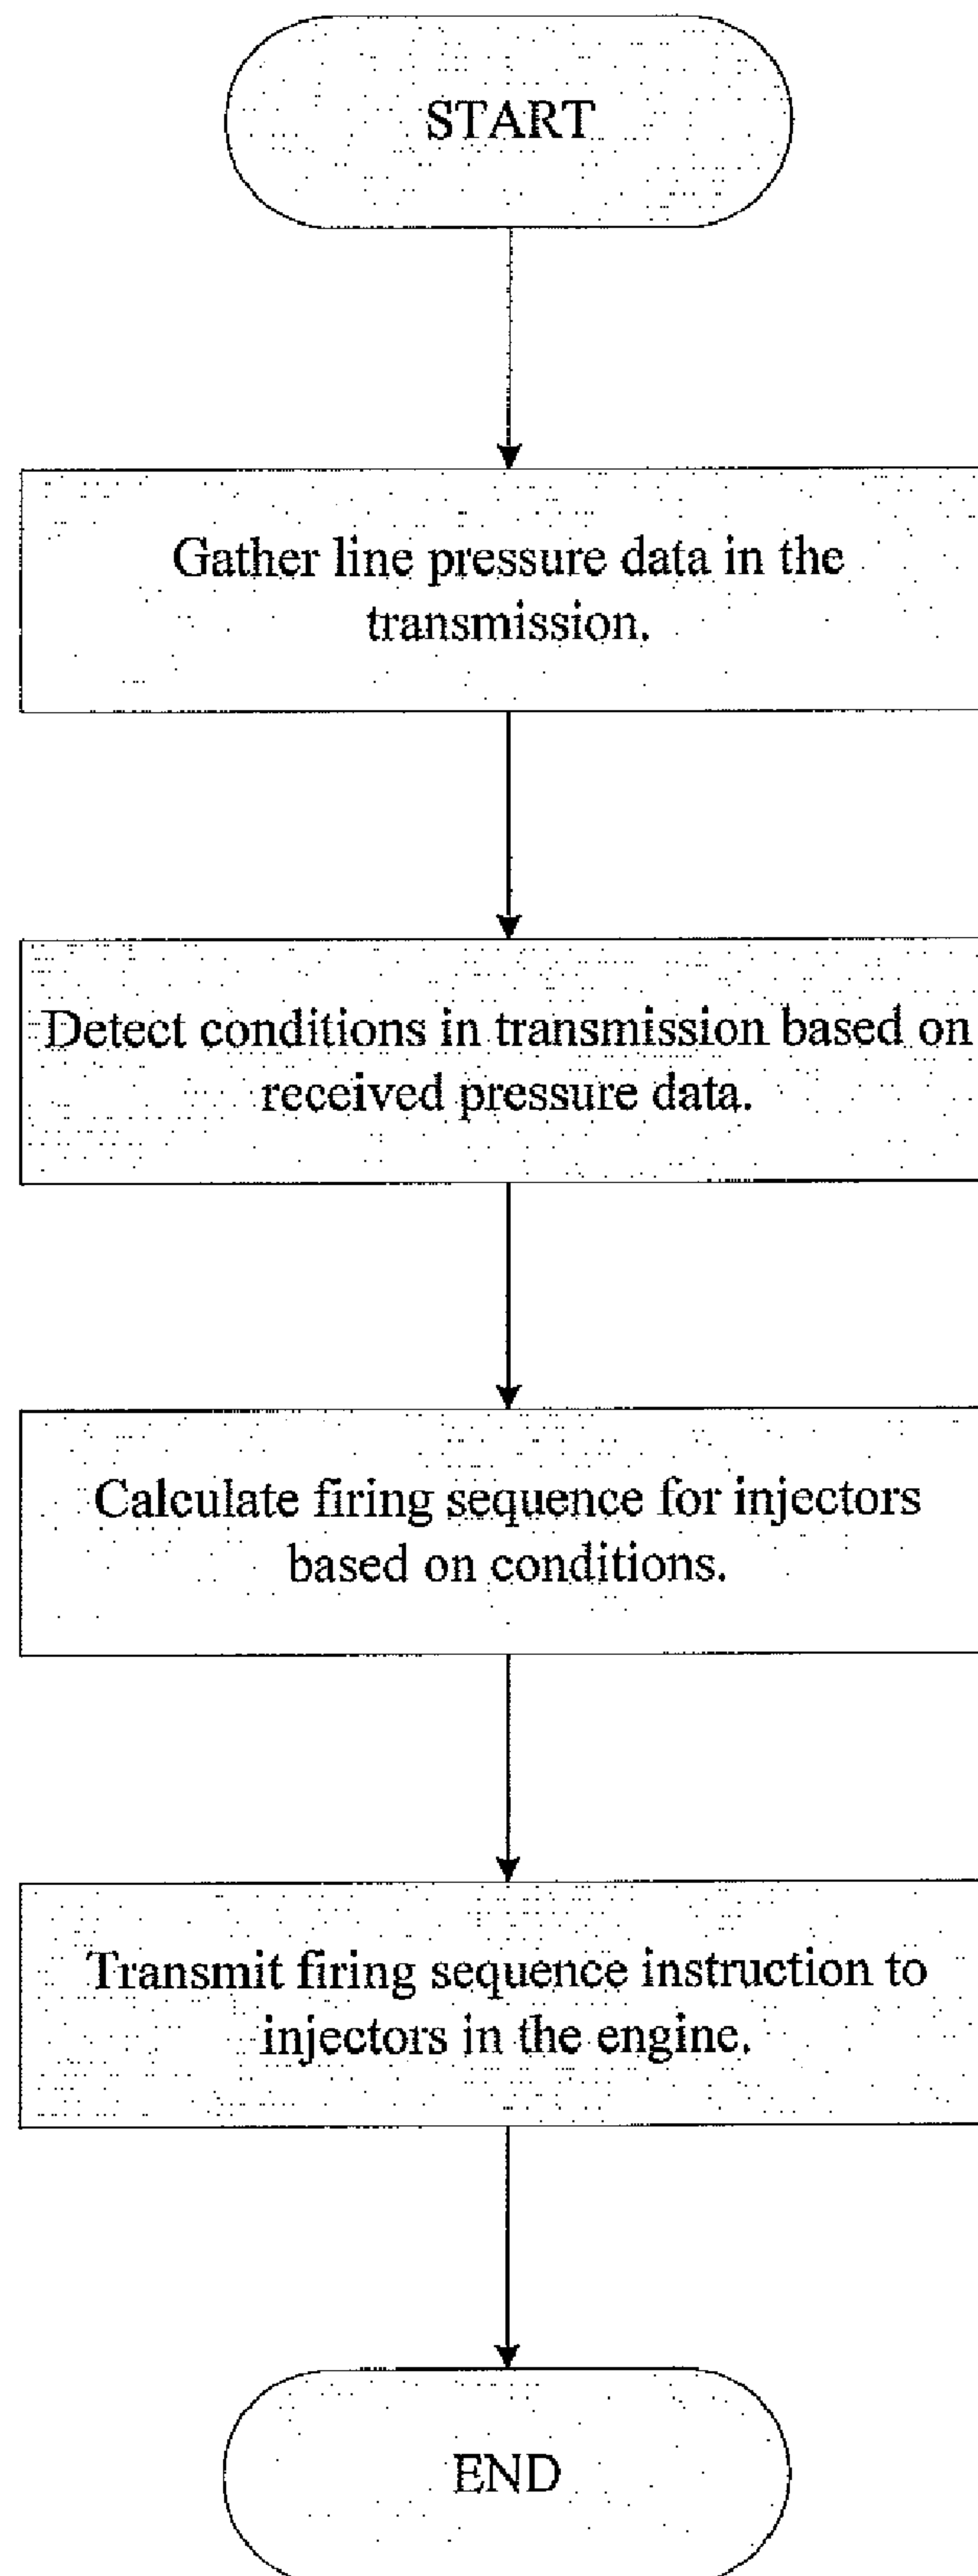 START
Gather line pressure data in the
transmission.
Detect conditions in transmission based on
received pressure data.
Calculate firing sequence for injectors
based on conditions.
Transmit firing sequence instruction to
injectors in the engine.
END